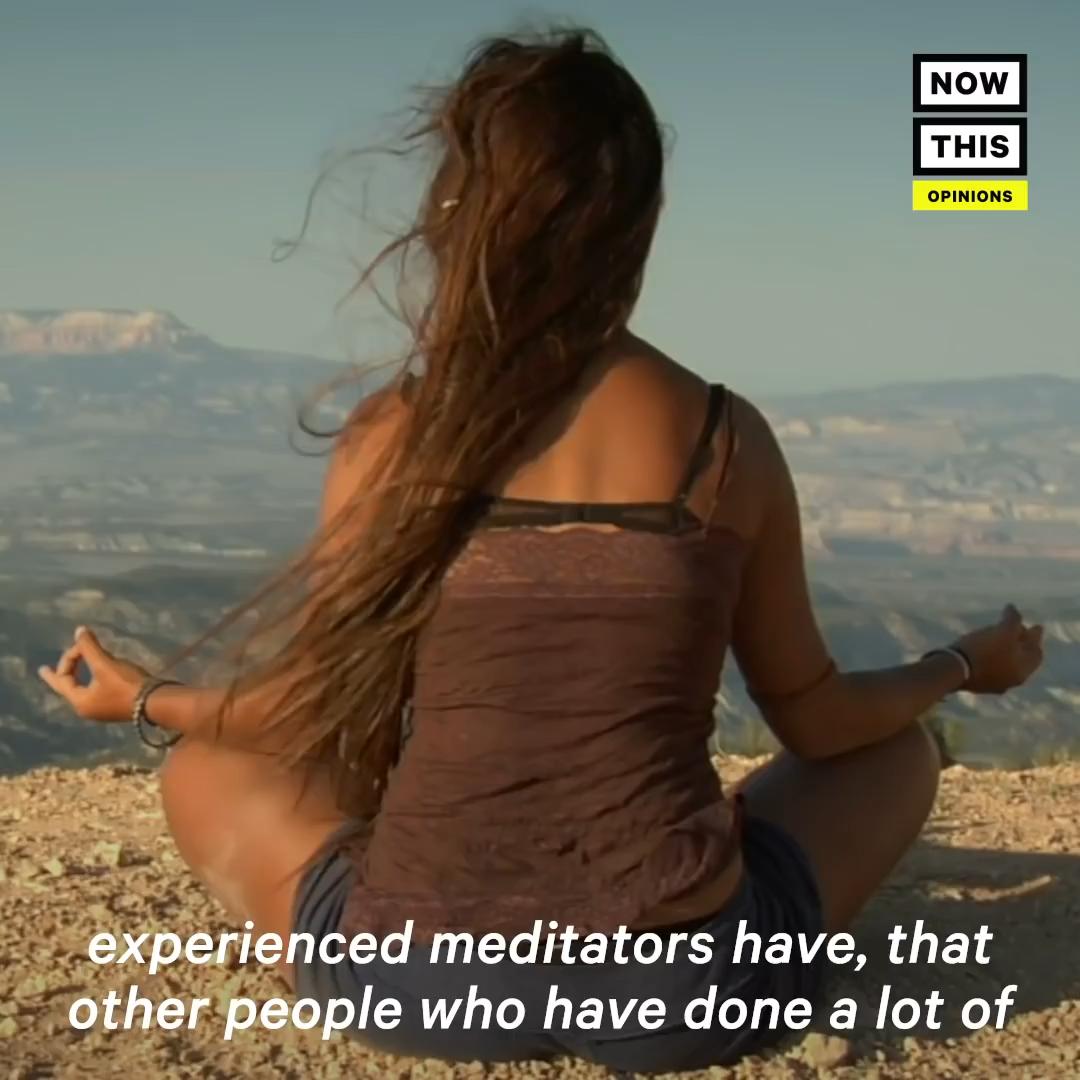 NOW
THIS
OPINIONS
experienced meditators have, that
other people who have done a lot of